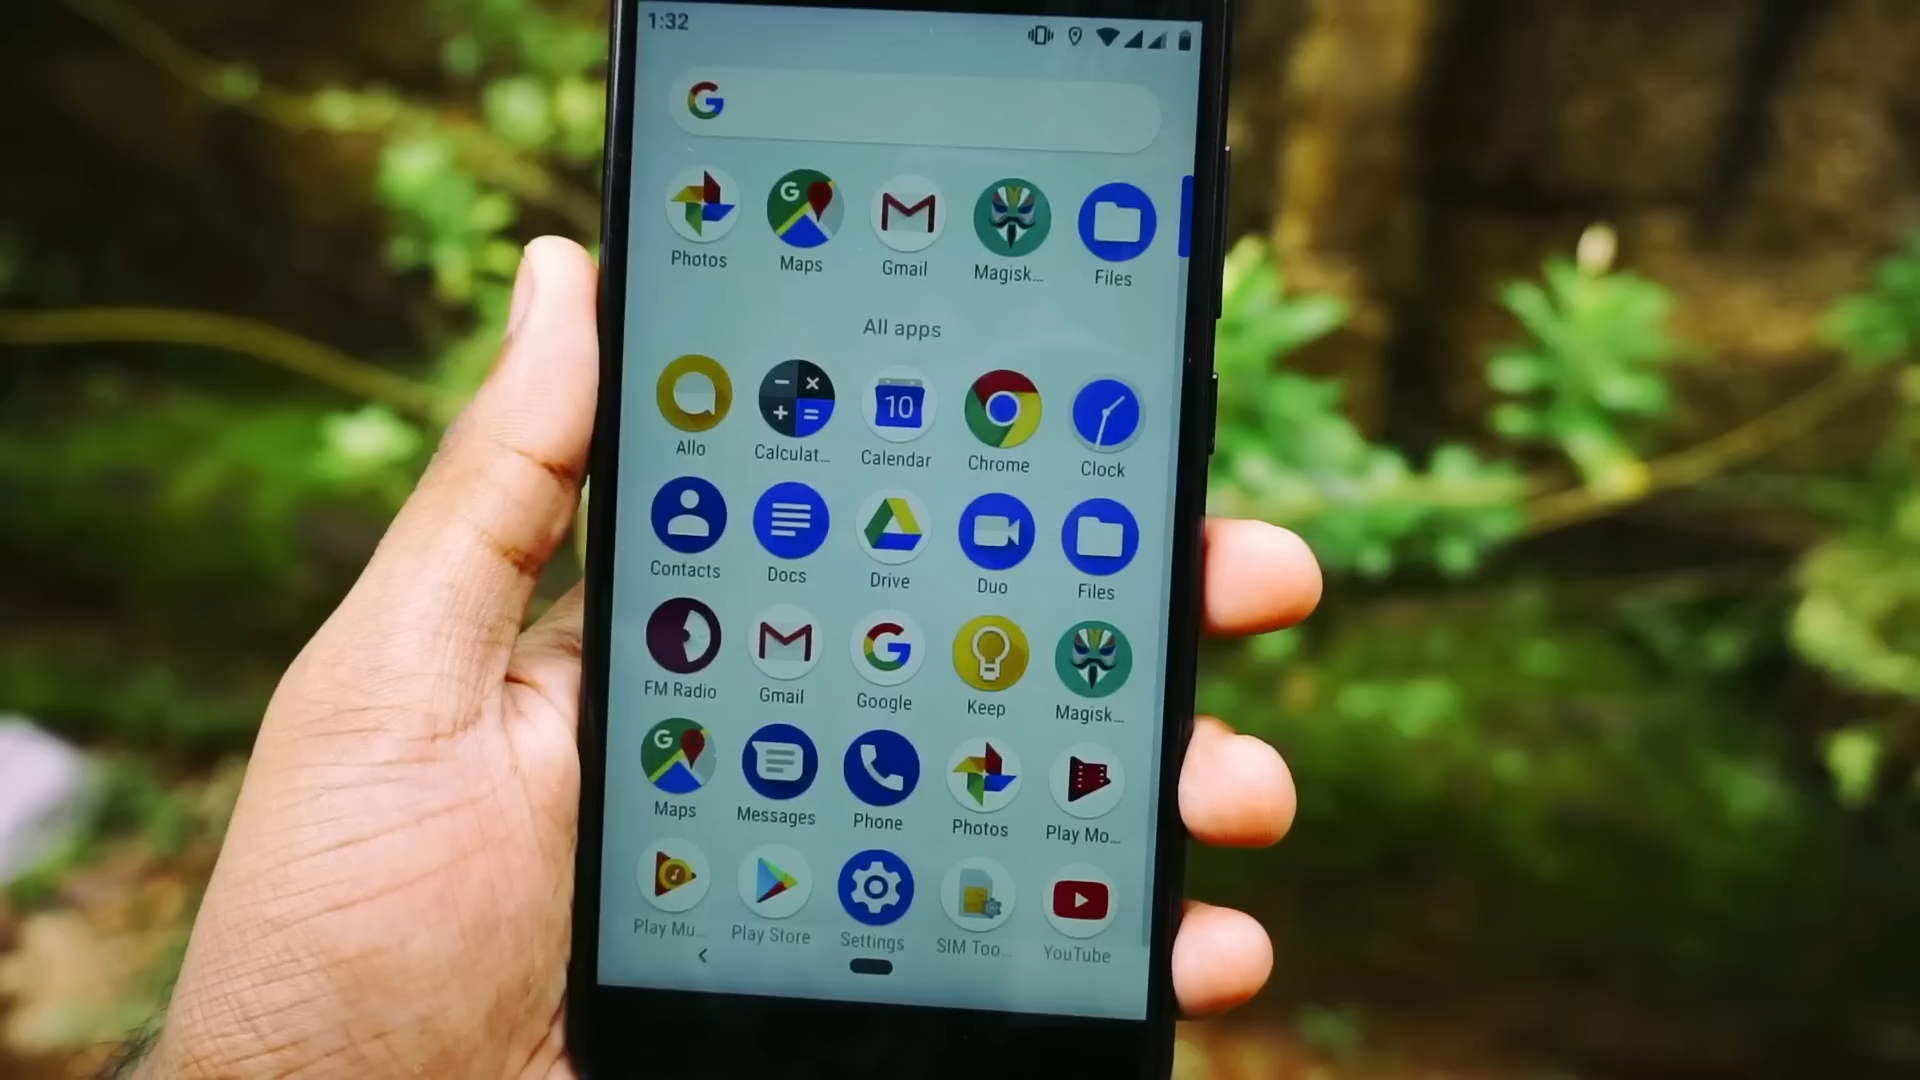 1:32
G
Photos Maps Gmail Magisk... Files
All apps
10
Allo Calculat... Calendar Chrome Clock
Contacts Docs Drive Duo Files
FM Radio Gmail Google Keep Magisk...
Maps Messages Phone Photos Play Mo...
Play Mu... Play Store Settings SIM Too... YouTube